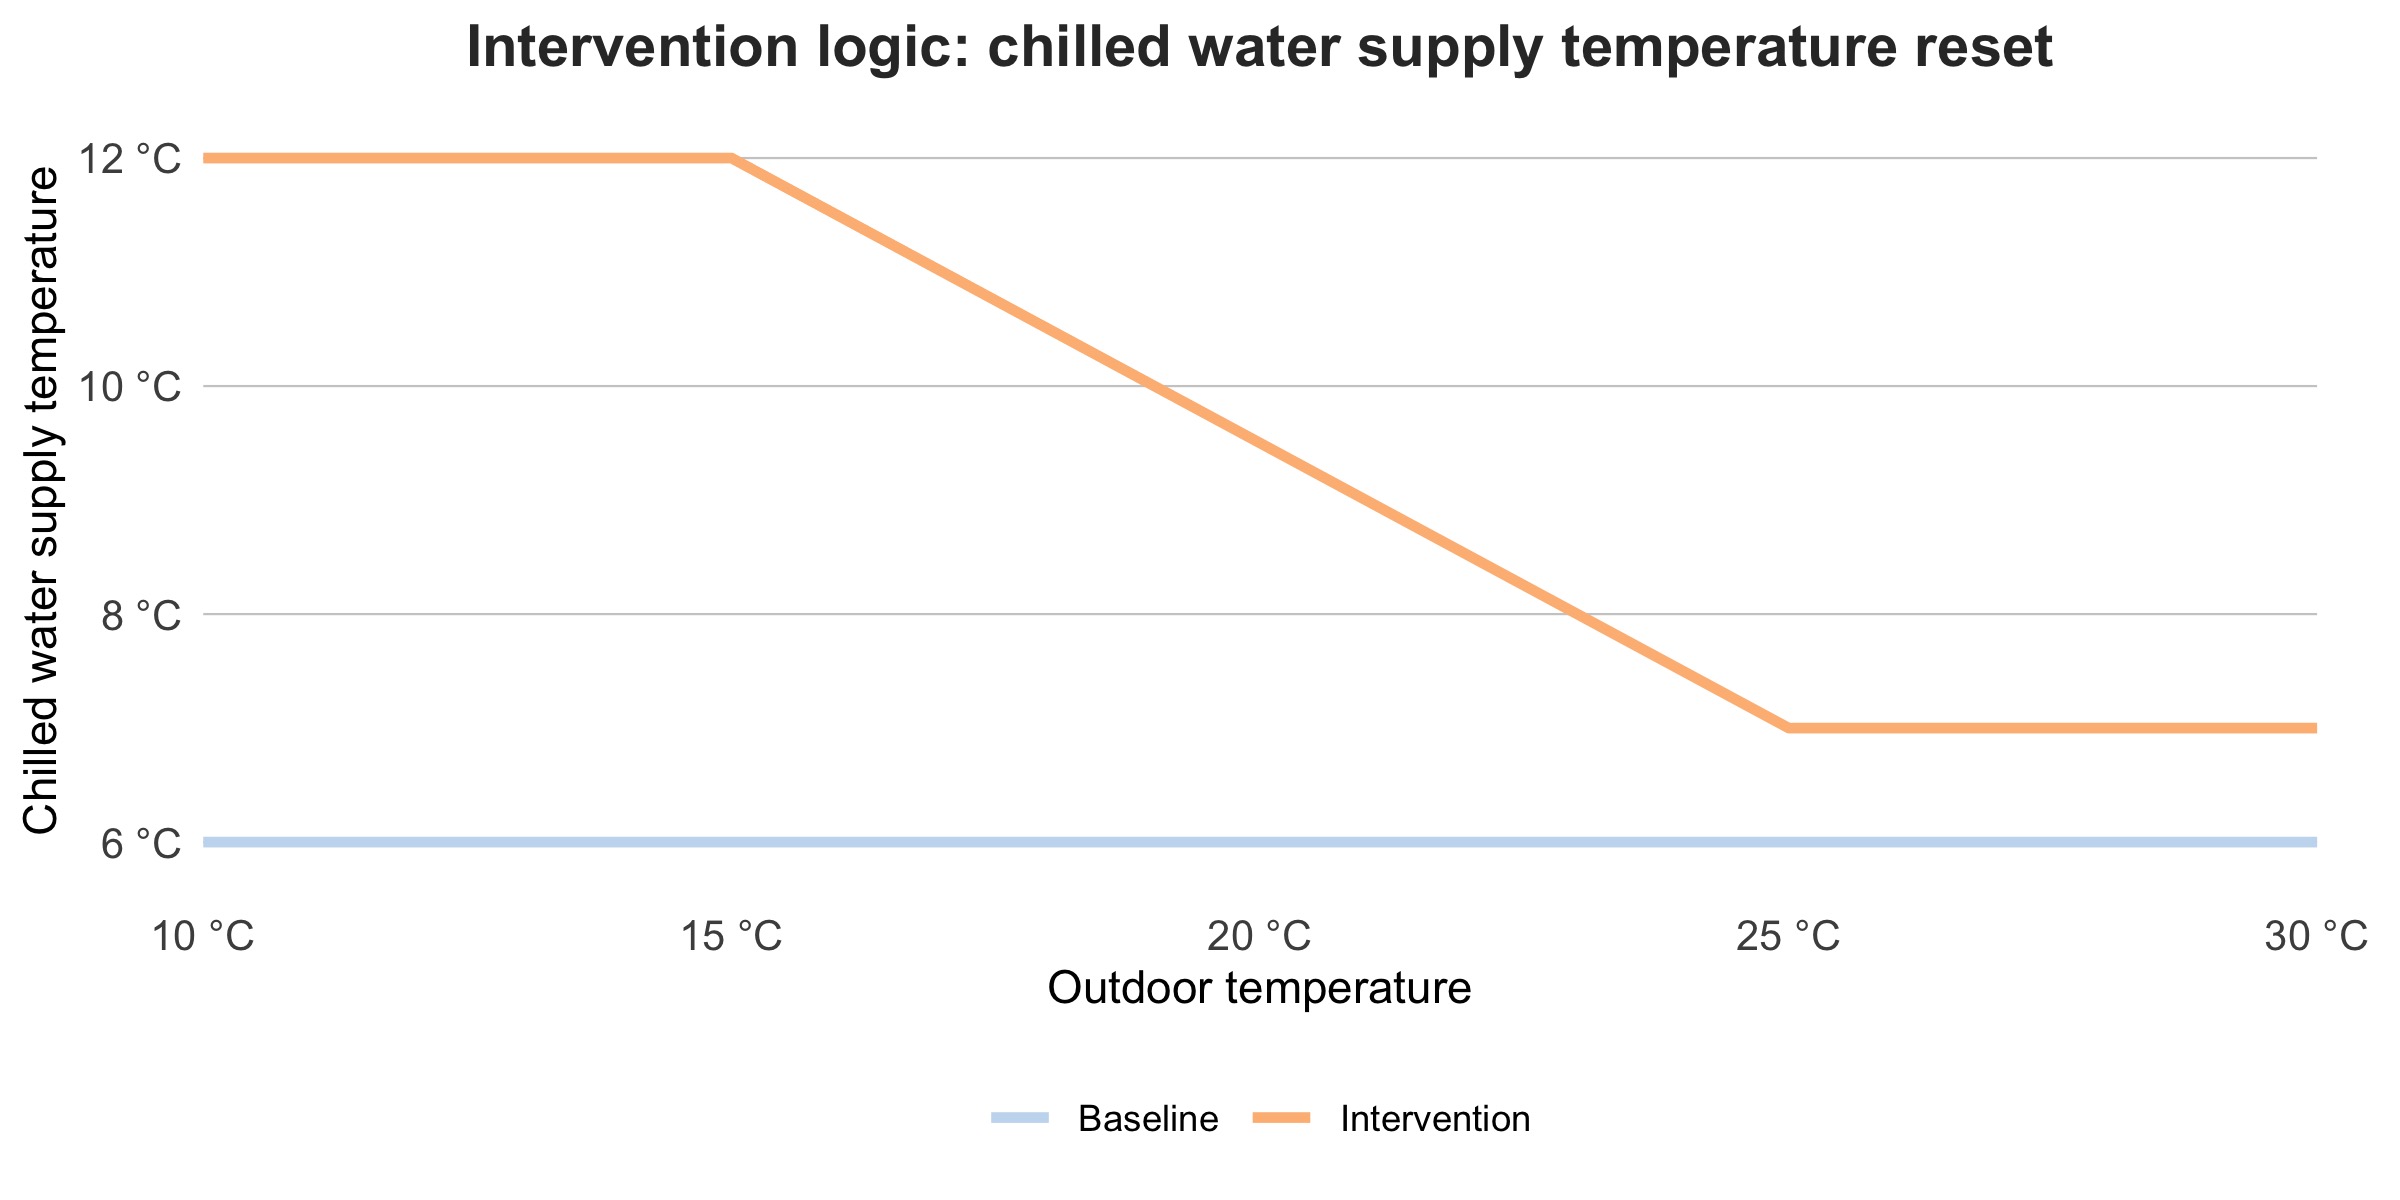 Intervention logic: chilled water supply temperature reset
Chilled water supply temperature
12 °C
10 °C
8 °C
6 °C
10 °C
15 °C
20 °C
25 °C
30 °C
Outdoor temperature
Baseline
Intervention